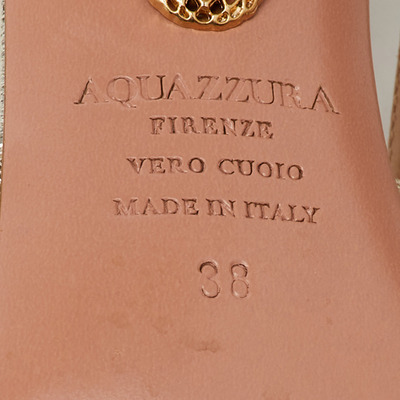 AQUAZZURA
FIRENZE
VERO CUOIO
MADE IN ITALY
38